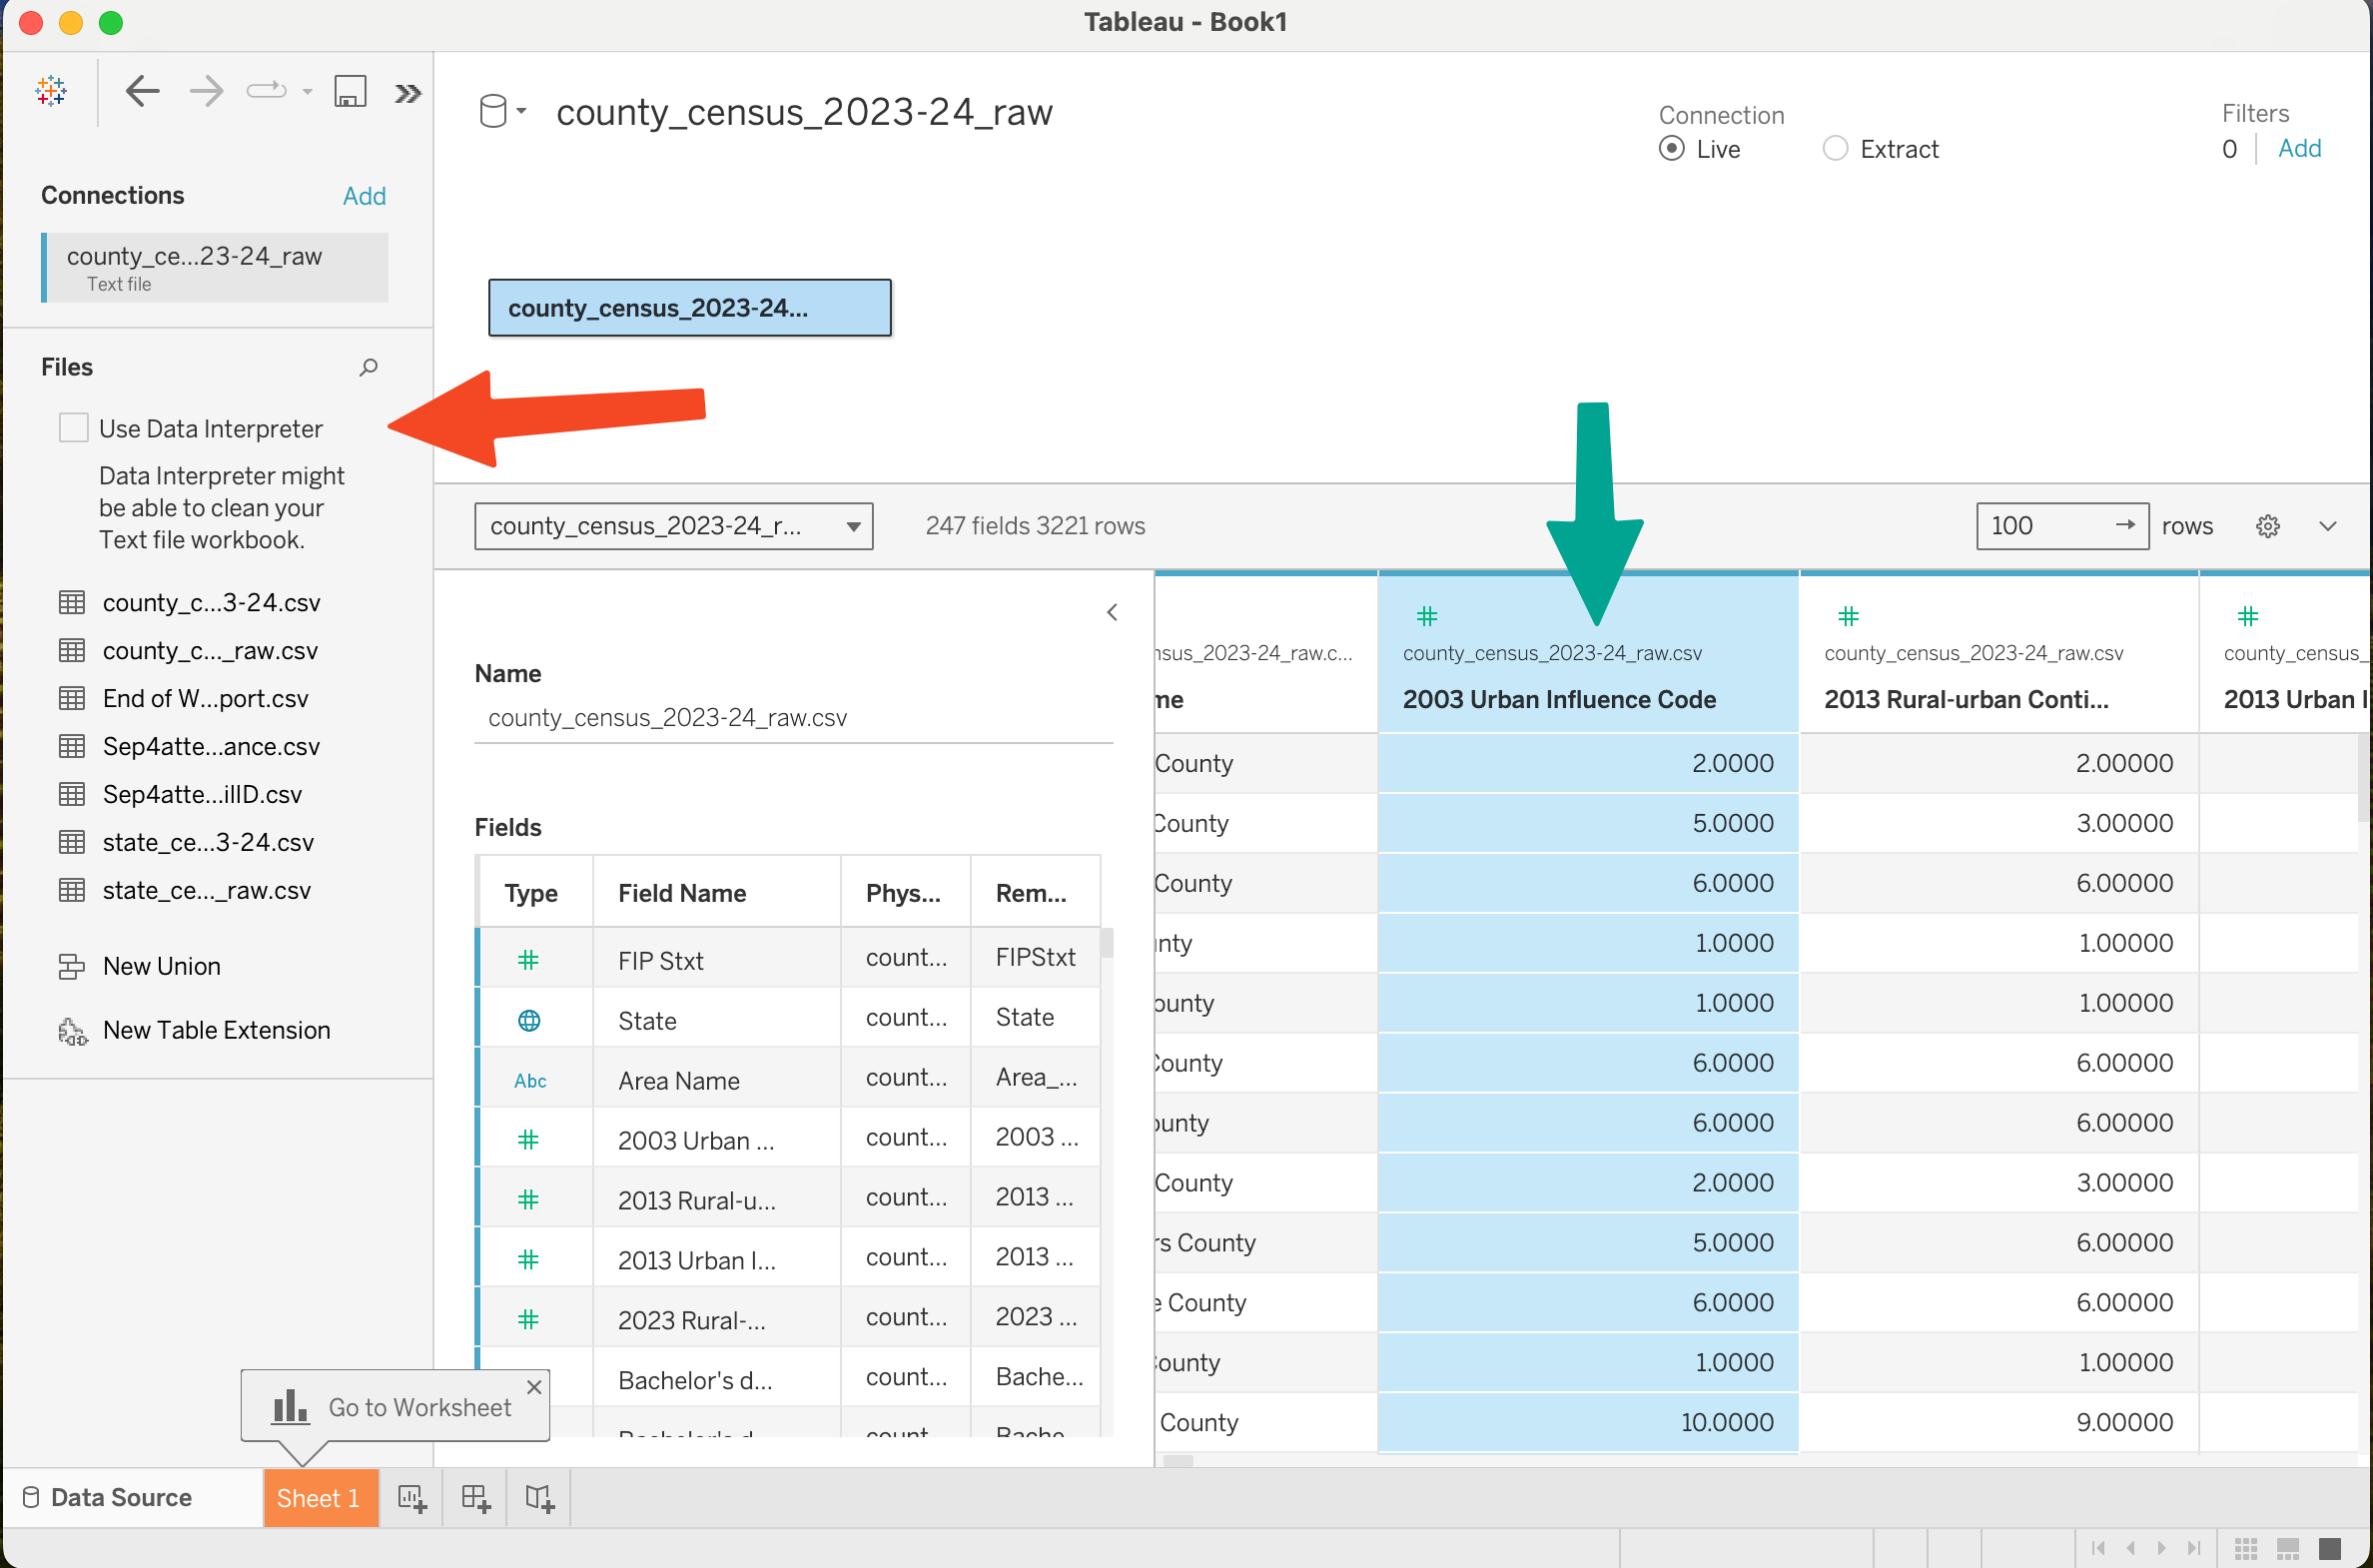 Tableau - Book1
county_census_2023-24_raw
Connection
Live
Extract
Filters
0
Add
Connections
Add
county_ce...23-24_raw
Text file
county_census_2023-24...
Files
Use Data Interpreter
Data Interpreter might
be able to clean your
Text file workbook.
county_c...3-24.csv
county_c..._raw.csv
End of W...port.csv
Sep4atte...ance.csv
Sep4atte...illD.csv
state_ce...3-24.csv
state_ce..._raw.csv
New Union
New Table Extension
county_census_2023-24_r...
247 fields 3221 rows
100
rows
Name
county_census_2023-24_raw.csv
Fields
Type Field Name Phys... Rem...
FIP Stxt count... FIPStxt
State count... State
Abc Area Name count... Area_...
2003 Urban ... count... 2003 ...
2013 Rural-u... count... 2013 ...
2013 Urban I... count... 2013 ...
2023 Rural-... count... 2023 ...
Bachelor's d... count... Bache...
nsus_2023-24_raw.c... county_census_2023-24_raw.csv county_census_2023-24_raw.csv county_census_
me 2003 Urban Influence Code 2013 Rural-urban Conti... 2013 Urban I
County 2.0000 2.00000
County 5.0000 3.00000
County 6.0000 6.00000
unty 1.0000 1.00000
ounty 1.0000 1.00000
County 6.0000 6.00000
ounty 6.0000 6.00000
County 2.0000 3.00000
rs County 5.0000 6.00000
e County 6.0000 6.00000
County 1.0000 1.00000
County 10.0000 9.00000
Go to Worksheet
Data Source
Sheet 1